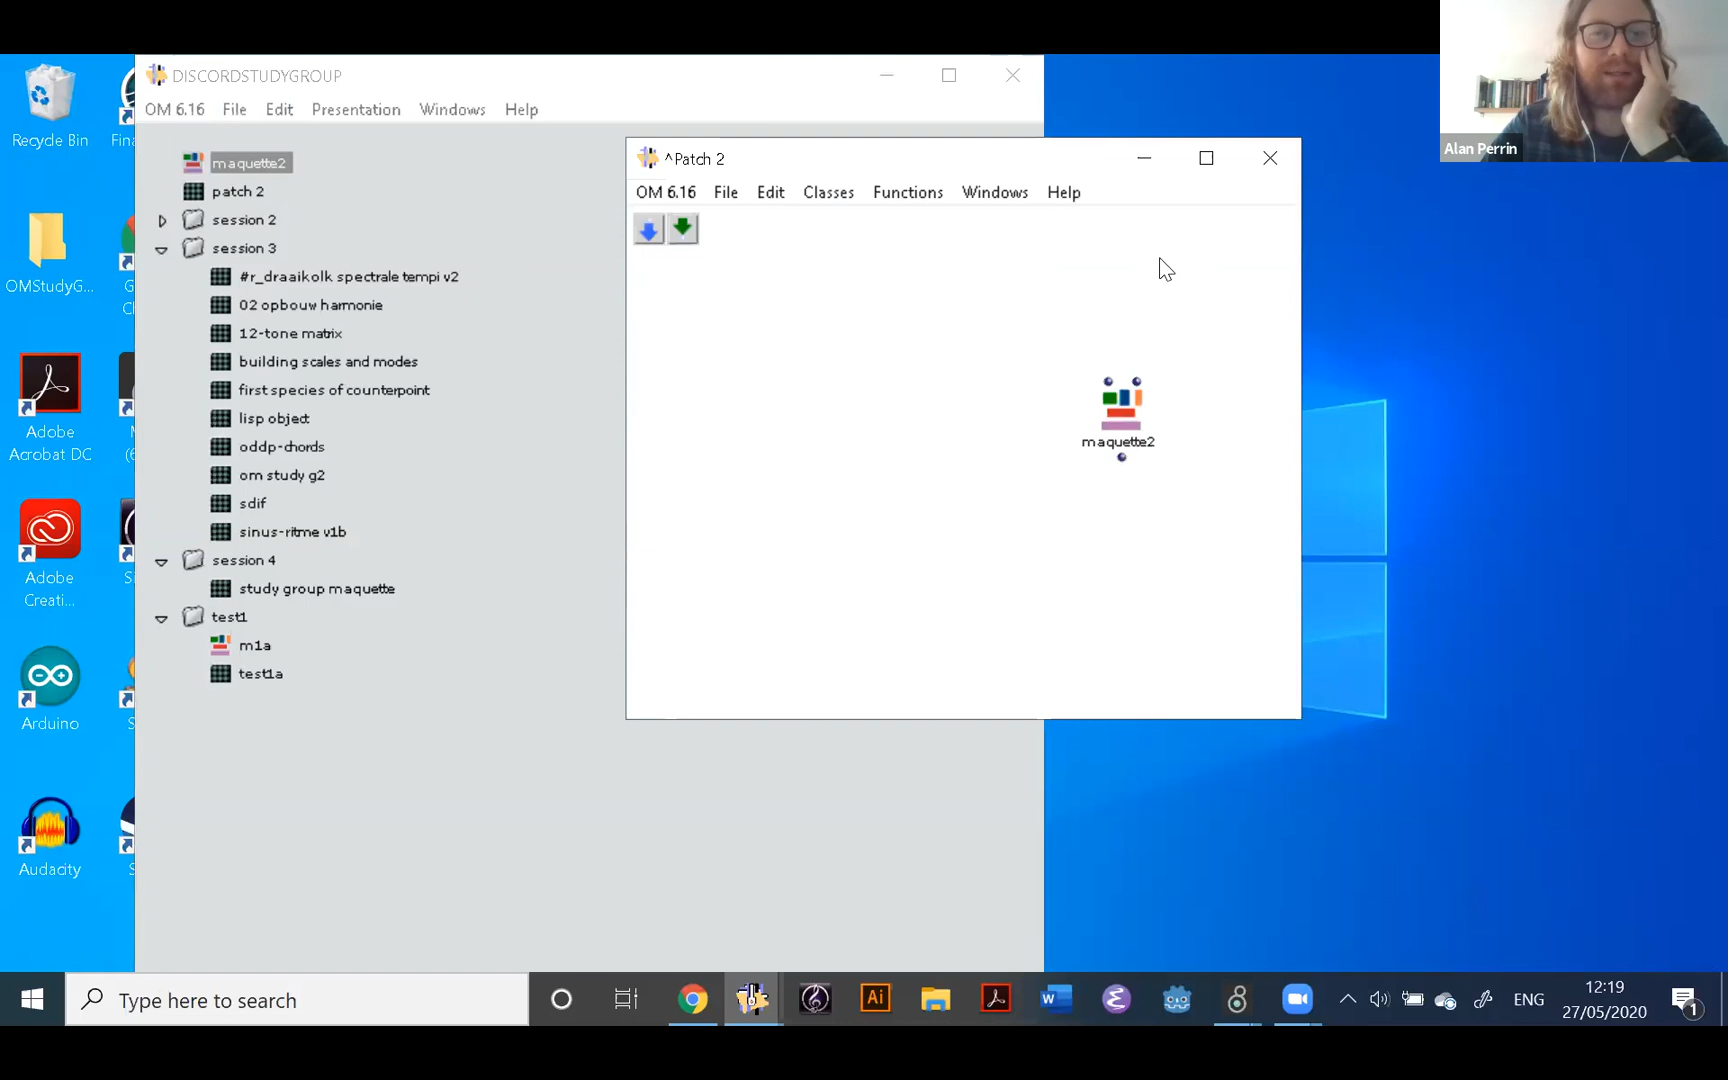 Alan Perrin
DISCORDSTUDYGROUP
OM 6.16 File Edit Presentation Windows Help
maquette2
patch 2
session 2
session 3
#r_draaikolk spectrale tempi v2
02 opbouw harmonie
12-tone matrix
building scales and modes
first species of counterpoint
lisp object
oddp-chords
om study g2
sdif
sinus-ritme v1b
session 4
study group maquette
test1
m1a
test1a
^Patch 2
OM 6.16 File Edit Classes Functions Windows Help
maquette2
Recycle Bin
Fina
OMStudyG...
Adobe
Acrobat DC
Adobe
Creati...
Arduino
Audacity
Type here to search
Ai
W
ENG
12:19
27/05/2020
1